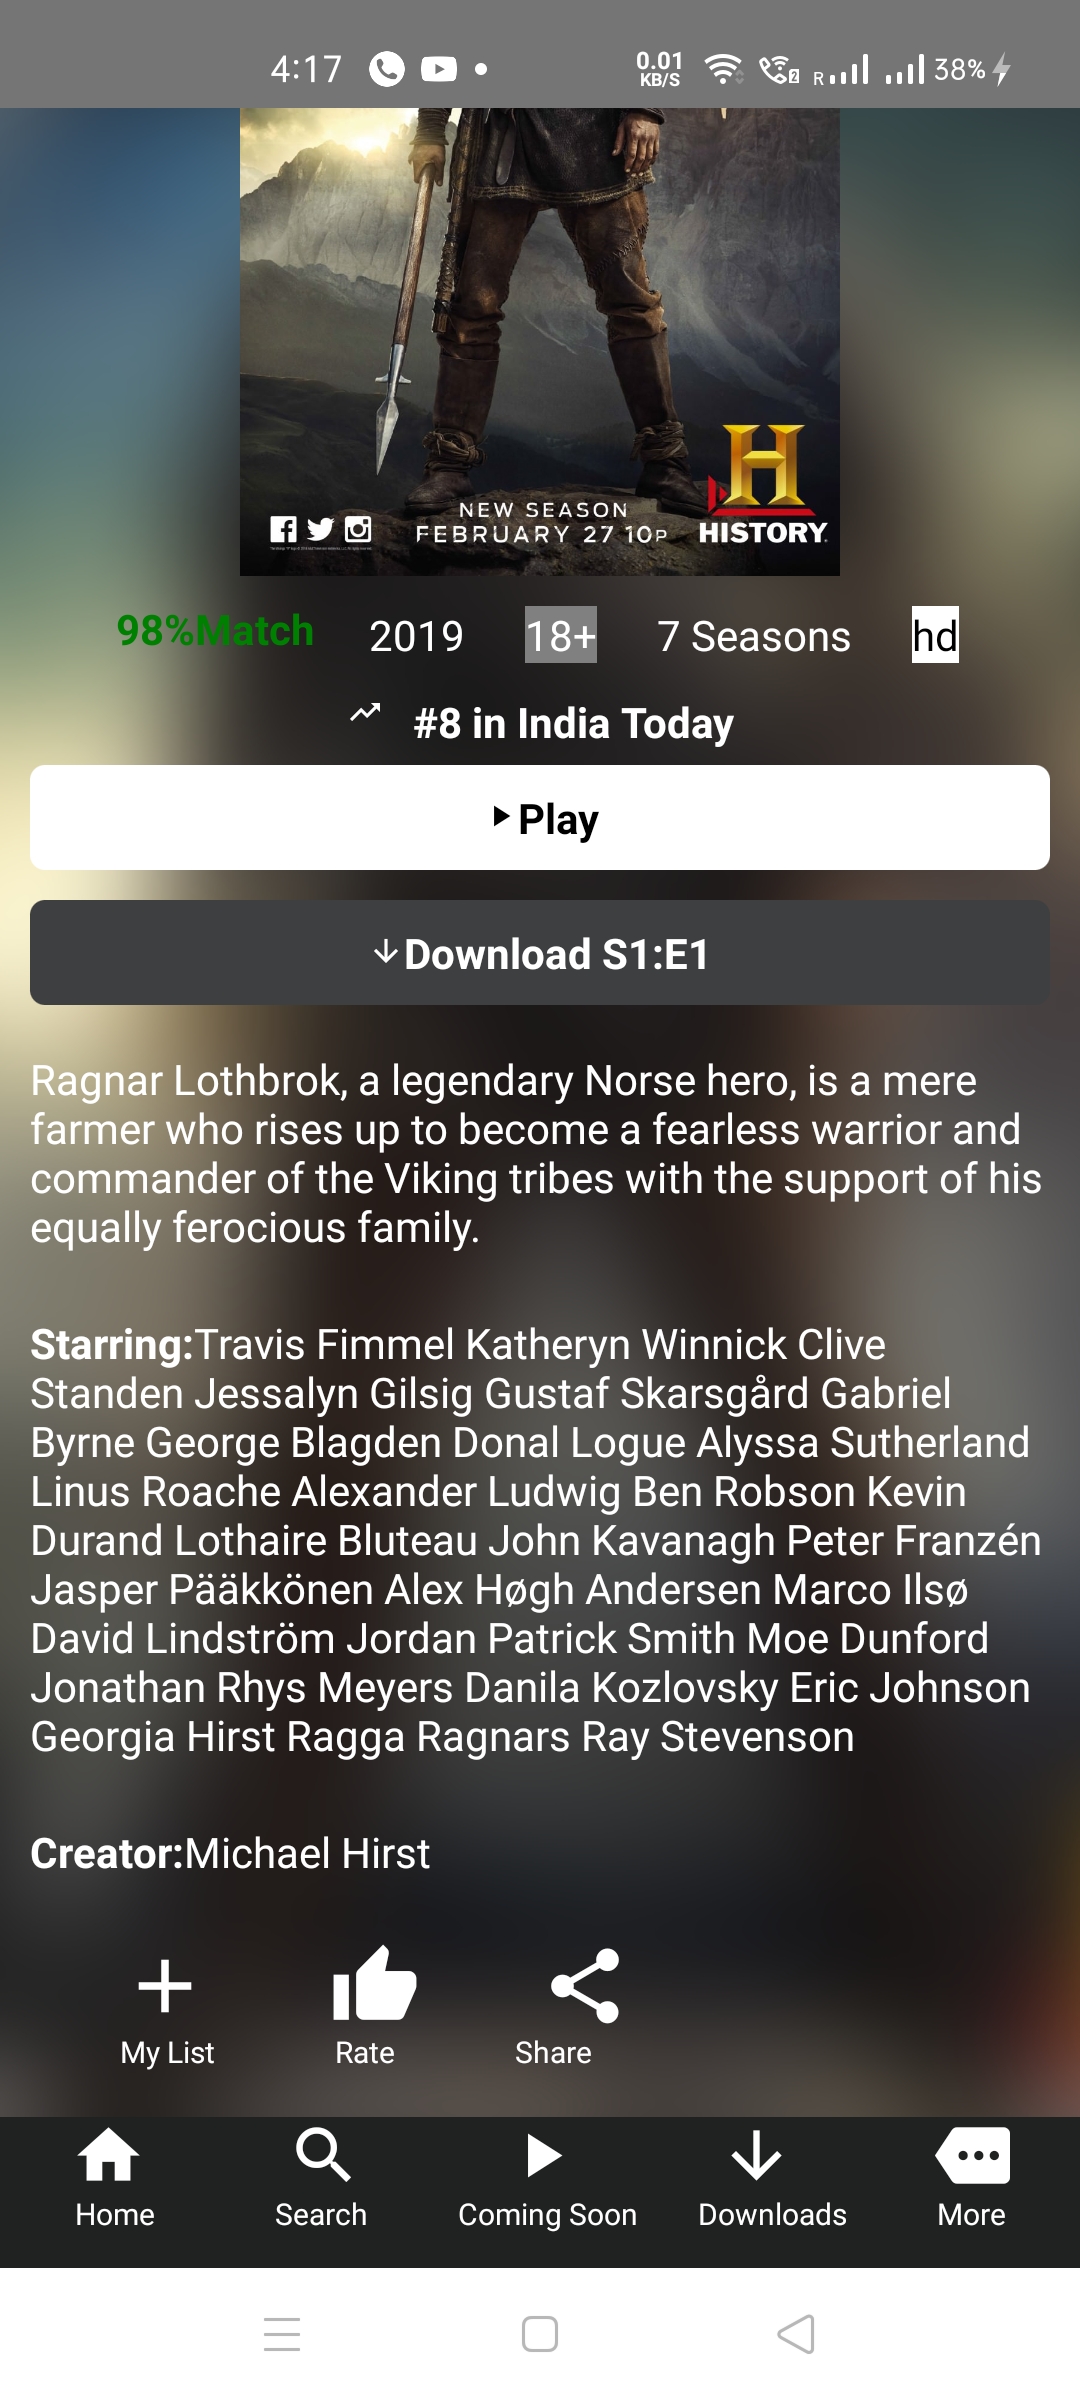 4:17
0.01
KB/S
2
R
38%
NEW SEASON
FEBRUARY 27 10P
HISTORY
98%Match 2019 18+ 7 Seasons hd
#8 in India Today
Play
Download S1:E1
Ragnar Lothbrok, a legendary Norse hero, is a mere
farmer who rises up to become a fearless warrior and
commander of the Viking tribes with the support of his
equally ferocious family.
Starring:Travis Fimmel Katheryn Winnick Clive
Standen Jessalyn Gilsig Gustaf Skarsgård Gabriel
Byrne George Blagden Donal Logue Alyssa Sutherland
Linus Roache Alexander Ludwig Ben Robson Kevin
Durand Lothaire Bluteau John Kavanagh Peter Franzén
Jasper Pääkkönen Alex Høgh Andersen Marco Ilsø
David Lindström Jordan Patrick Smith Moe Dunford
Jonathan Rhys Meyers Danila Kozlovsky Eric Johnson
Georgia Hirst Ragga Ragnars Ray Stevenson
Creator:Michael Hirst
My List Rate Share
Home Search Coming Soon Downloads More